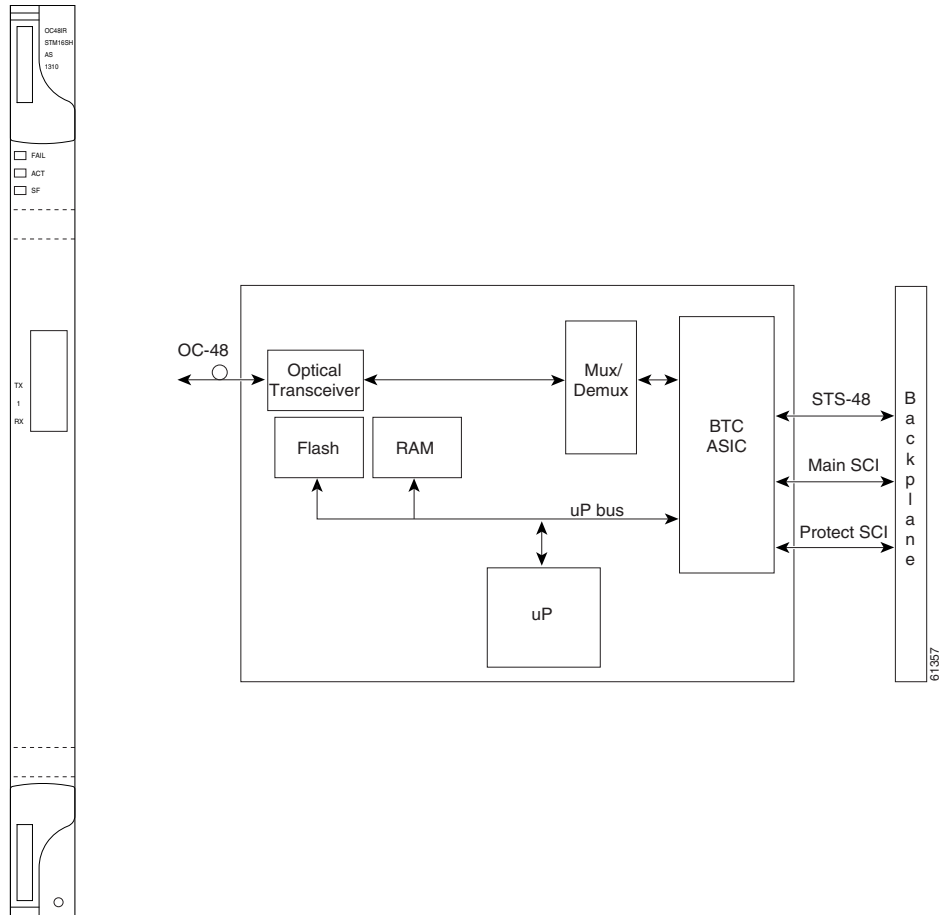 OC48IR
STM16SH
AS
1310
FAIL
ACT
SF
TX
1
RX
OC-48
Optical
Transceiver
Flash
RAM
Mux/
Demux
BTC
ASIC
uP bus
uP
STS-48
Main SCI
Protect SCI
Backplane
61357